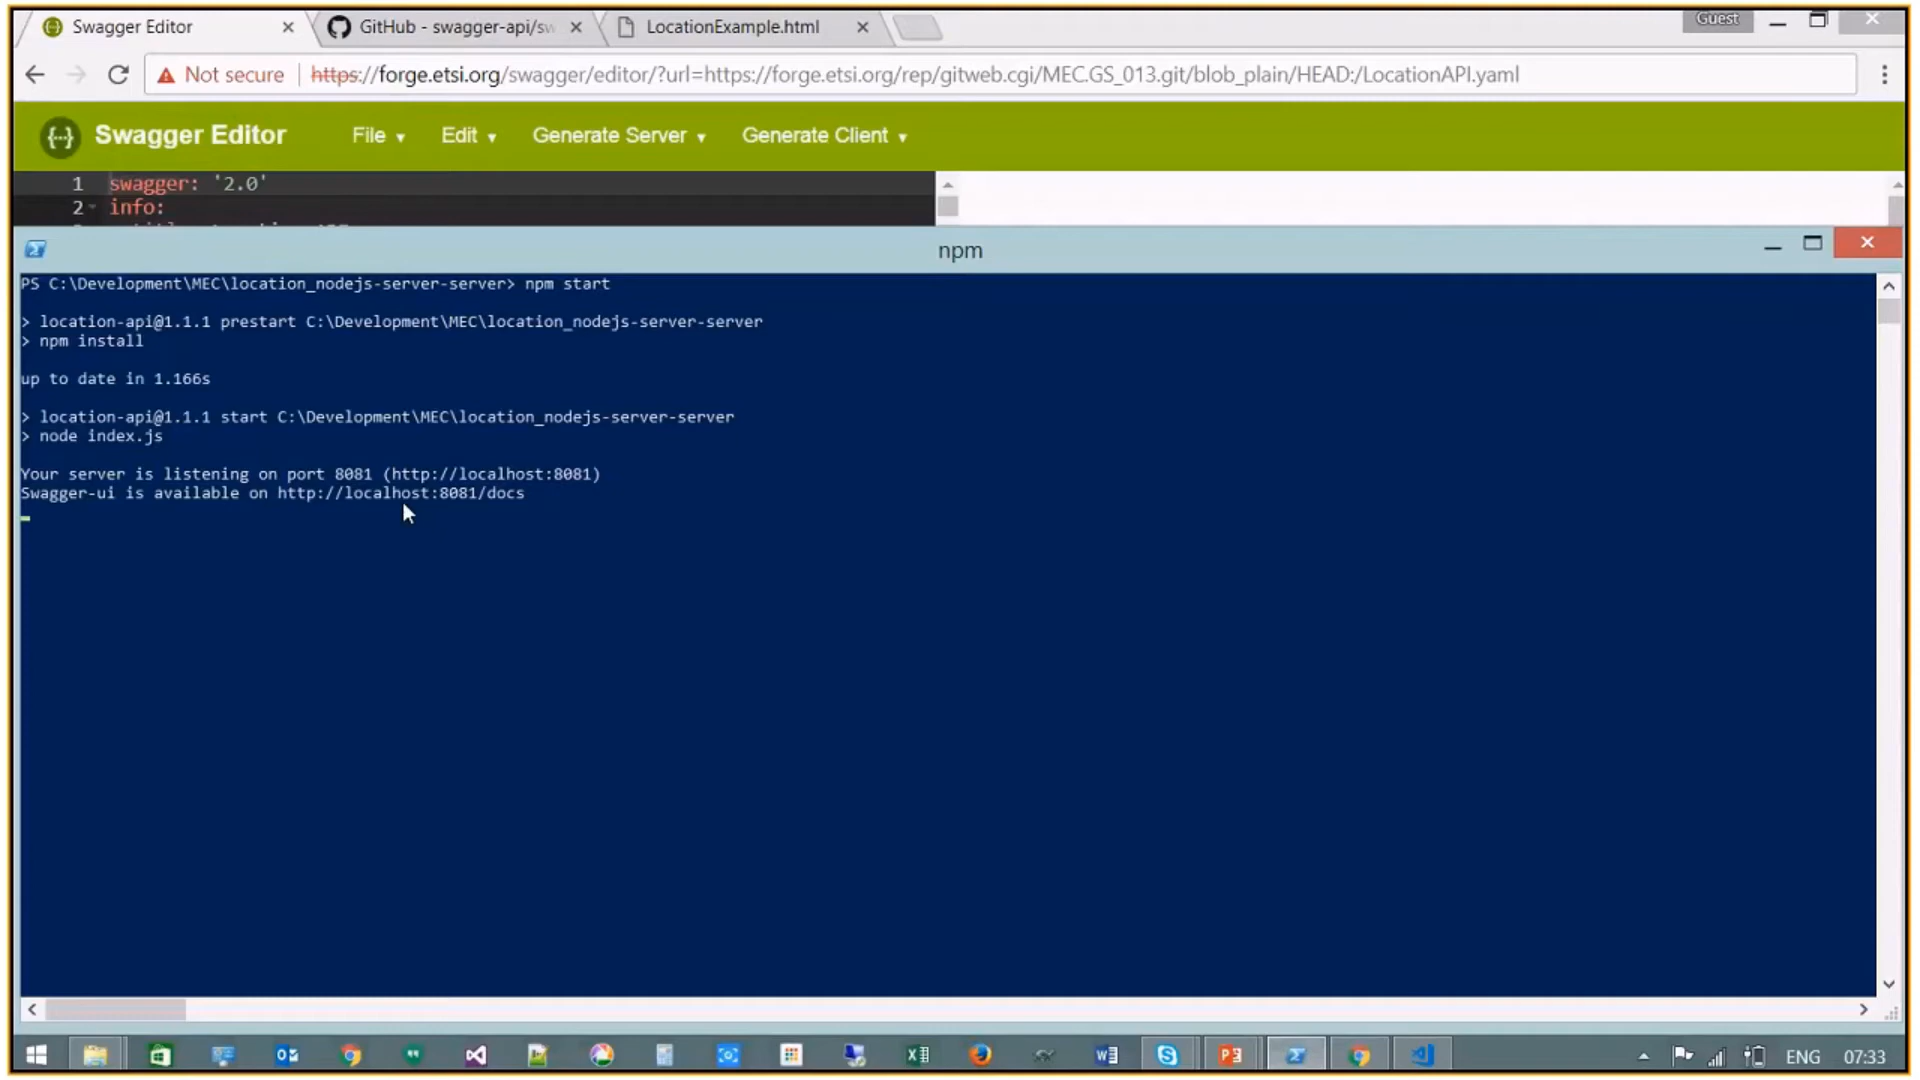 Swagger Editor
GitHub - swagger-api/sw
LocationExample.html
Guest
Not secure
https://forge.etsi.org/swagger/editor/?url=https://forge.etsi.org/rep/gitweb.cgi/MEC.GS_013.git/blob_plain/HEAD:/LocationAPI.yaml
{··} Swagger Editor
File
Edit
Generate Server
Generate Client
1 swagger: '2.0'
2 info:
npm
PS C:\Development\MEC\location_nodejs-server-server> npm start
> location-api@1.1.1 prestart C:\Development\MEC\location_nodejs-server-server
> npm install
up to date in 1.166s
> location-api@1.1.1 start C:\Development\MEC\location_nodejs-server-server
> node index.js
Your server is listening on port 8081 (http://localhost:8081)
Swagger-ui is available on http://localhost:8081/docs
ENG
07:33